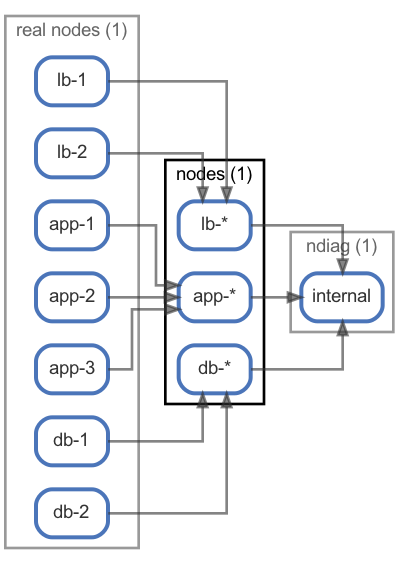 real nodes (1)
lb-1
lb-2
app-1
app-2
app-3
db-1
db-2
nodes (1)
lb-*
app-*
db-*
ndiag (1)
internal